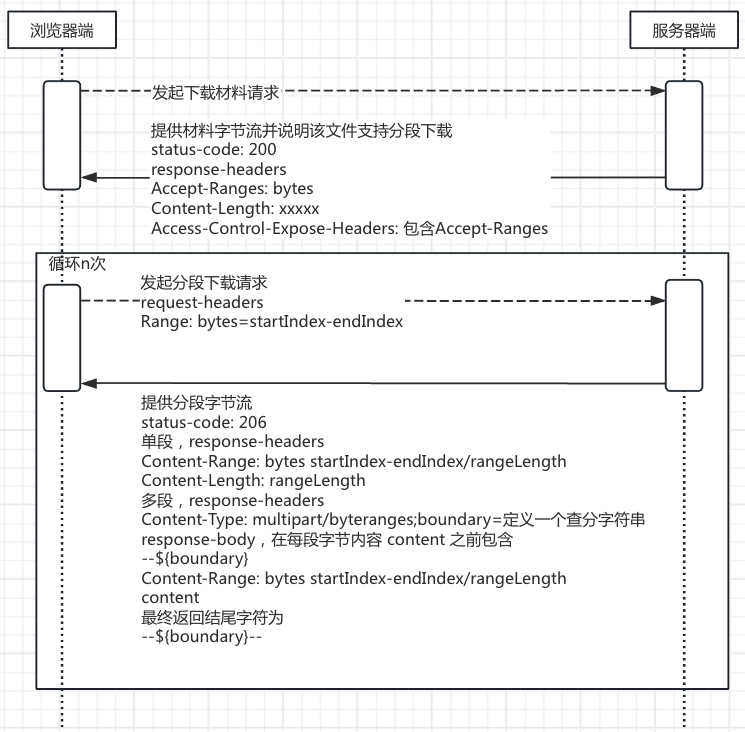 浏览器端
服务器端
发起下载材料请求
提供材料字节流并说明该文件支持分段下载
status-code: 200
response-headers
Accept-Ranges: bytes
Content-Length: xxxxx
Access-Control-Expose-Headers: 包含Accept-Ranges
循环n次
发起分段下载请求
request-headers
Range: bytes=startIndex-endIndex
提供分段字节流
status-code: 206
单段，response-headers
Content-Range: bytes startIndex-endIndex/rangeLength
Content-Length: rangeLength
多段，response-headers
Content-Type: multipart/byteranges;boundary=定义一个查分字符串
response-body，在每段字节内容 content 之前包含
--${boundary}
Content-Range: bytes startIndex-endIndex/rangeLength
content
最终返回结尾字符为
--${boundary}--